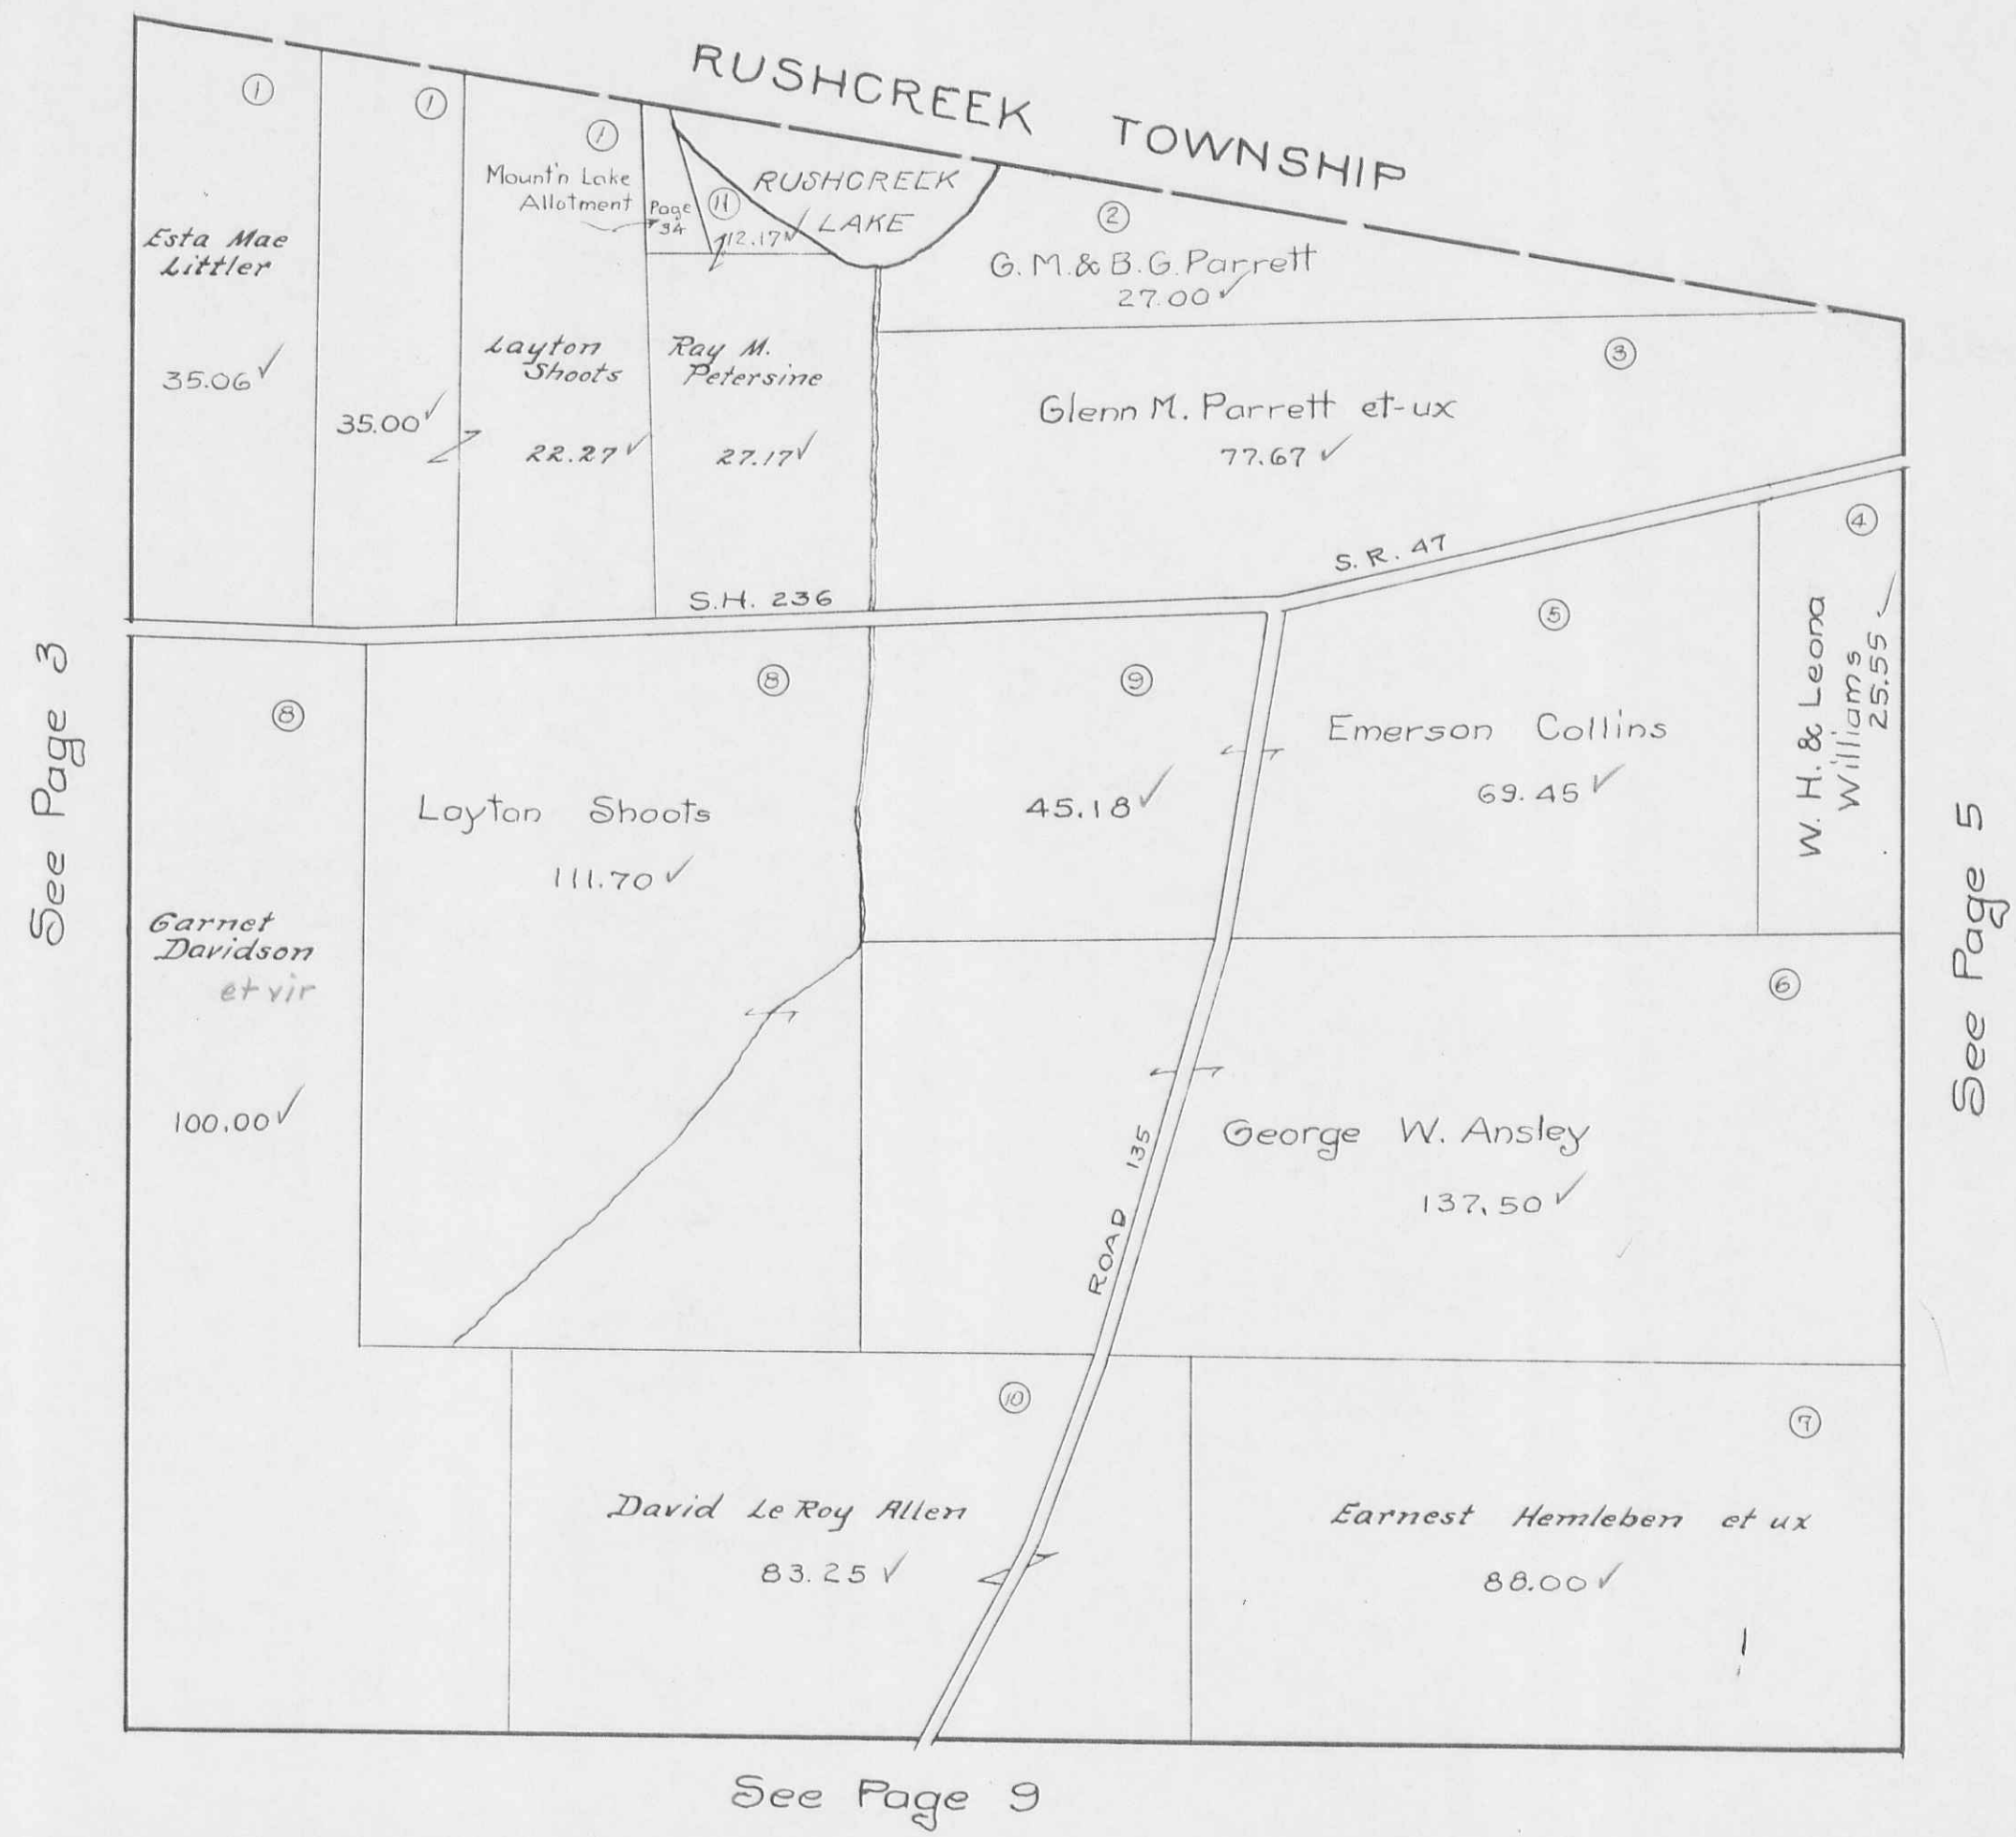 RUSHCREEK TOWNSHIP
1
1
1
Mount'n Lake
Allotment
Page
34
11
12.17✓
RUSHCREEK
LAKE
2
G. M. & B. G. Parrett
27.00✓
Esta Mae
Littler
35.06✓
35.00✓
Layton
Shoots
22.27✓
Ray M.
Petersine
27.17✓
3
Glenn M. Parrett et-ux
77.67✓
S.H. 236
S. R. 47
4
W. H. & Leona
Williams
25.55✓
5
Emerson Collins
69.45✓
See Page 3
8
Garnet
Davidson
et vir
100.00✓
8
Layton Shoots
111.70✓
9
45.18✓
See Page 5
6
George W. Ansley
137.50✓
ROAD 135
10
David Le Roy Allen
83.25✓
7
Earnest Hemleben et ux
88.00✓
See Page 9